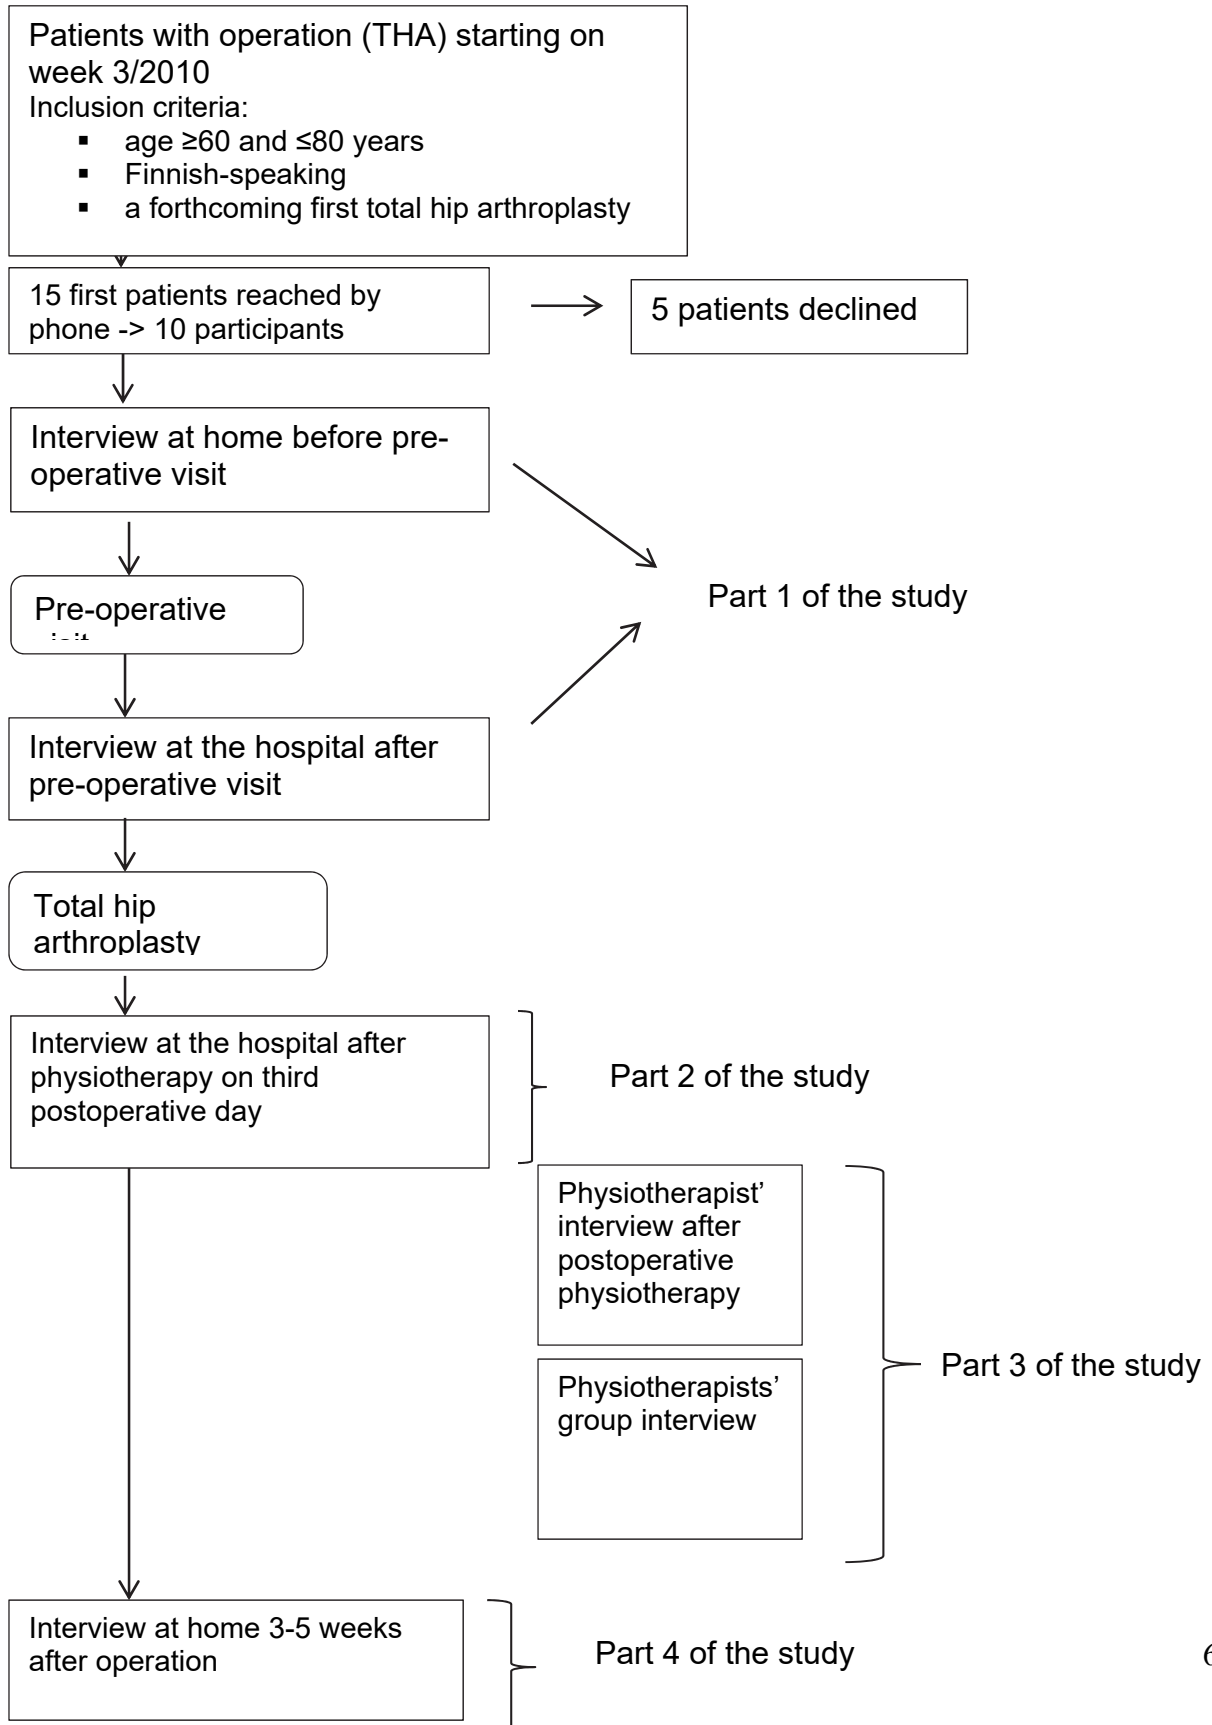 Patients with operation (THA) starting on
week 3/2010
Inclusion criteria:
▪ age ≥60 and ≤80 years
▪ Finnish-speaking
▪ a forthcoming first total hip arthroplasty
15 first patients reached by
phone -> 10 participants
5 patients declined
Interview at home before pre-
operative visit
Pre-operative
visit
Part 1 of the study
Interview at the hospital after
pre-operative visit
Total hip
arthroplasty
Interview at the hospital after
physiotherapy on third
postoperative day
Part 2 of the study
Physiotherapist’
interview after
postoperative
physiotherapy
Physiotherapists’
group interview
Part 3 of the study
Interview at home 3-5 weeks
after operation
Part 4 of the study